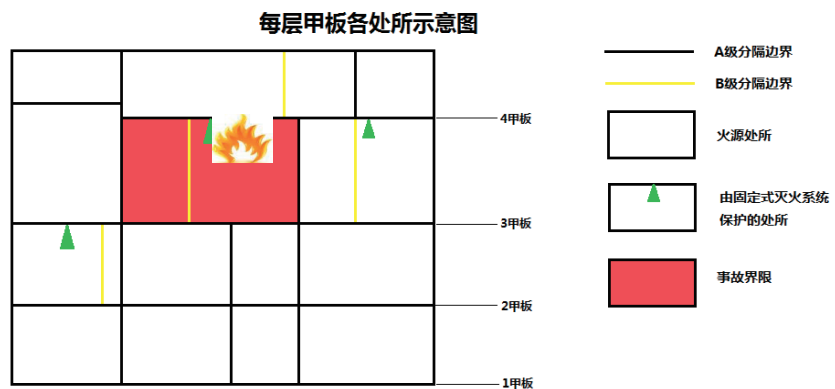 每层甲板各处所示意图
A级分隔边界
B级分隔边界
4甲板
火源处所
由固定式灭火系统
保护的处所
3甲板
事故界限
2甲板
1甲板